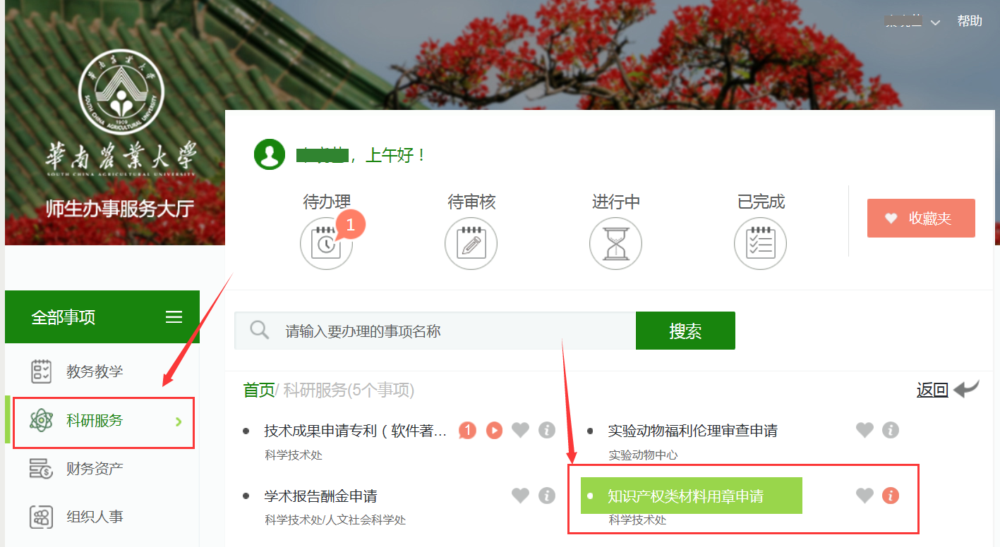 帮助
SOUTH CHINA AGRICULTURAL UNIVERSITY
1909
華南農業大學
SOUTH CHINA AGRICULTURAL UNIVERSITY
师生办事服务大厅
，上午好！
待办理
1
待审核
进行中
已完成
收藏夹
全部事项
教务教学
科研服务
财务资产
组织人事
请输入要办理的事项名称
搜索
首页/ 科研服务(5个事项)
返回
技术成果申请专利（软件著...
1
科学技术处
实验动物福利伦理审查申请
实验动物中心
学术报告酬金申请
科学技术处/人文社会科学处
知识产权类材料用章申请
科学技术处